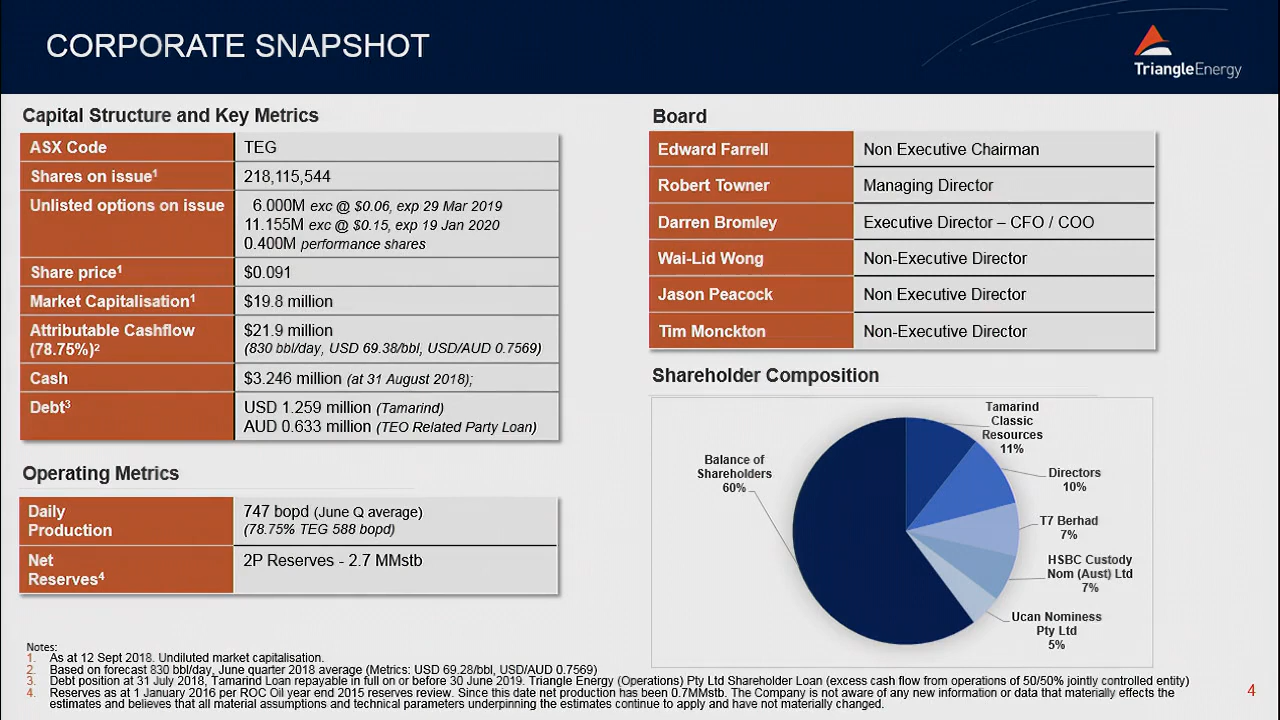 CORPORATE SNAPSHOT
TriangleEnergy
Capital Structure and Key Metrics
ASX Code TEG
Shares on issue¹ 218,115,544
Unlisted options on issue 6.000M exc @ $0.06, exp 29 Mar 2019
11.155M exc @ $0.15, exp 19 Jan 2020
0.400M performance shares
Share price¹ $0.091
Market Capitalisation¹ $19.8 million
Attributable Cashflow $21.9 million
(78.75%)² (830 bbl/day, USD 69.38/bbl, USD/AUD 0.7569)
Cash $3.246 million (at 31 August 2018);
Debt³ USD 1.259 million (Tamarind)
AUD 0.633 million (TEO Related Party Loan)
Operating Metrics
Daily 747 bopd (June Q average)
Production (78.75% TEG 588 bopd)
Net 2P Reserves - 2.7 MMstb
Reserves⁴
Board
Edward Farrell Non Executive Chairman
Robert Towner Managing Director
Darren Bromley Executive Director – CFO / COO
Wai-Lid Wong Non-Executive Director
Jason Peacock Non Executive Director
Tim Monckton Non-Executive Director
Shareholder Composition
Tamarind
Classic
Resources
11%
Directors
10%
T7 Berhad
7%
HSBC Custody
Nom (Aust) Ltd
7%
Ucan Nominess
Pty Ltd
5%
Balance of
Shareholders
60%
Notes:
1. As at 12 Sept 2018. Undiluted market capitalisation.
2. Based on forecast 830 bbl/day, June quarter 2018 average (Metrics: USD 69.28/bbl, USD/AUD 0.7569)
3. Debt position at 31 July 2018, Tamarind Loan repayable in full on or before 30 June 2019. Triangle Energy (Operations) Pty Ltd Shareholder Loan (excess cash flow from operations of 50/50% jointly controlled entity)
4. Reserves as at 1 January 2016 per ROC Oil year end 2015 reserves review. Since this date net production has been 0.7MMstb. The Company is not aware of any new information or data that materially effects the
estimates and believes that all material assumptions and technical parameters underpinning the estimates continue to apply and have not materially changed.
4